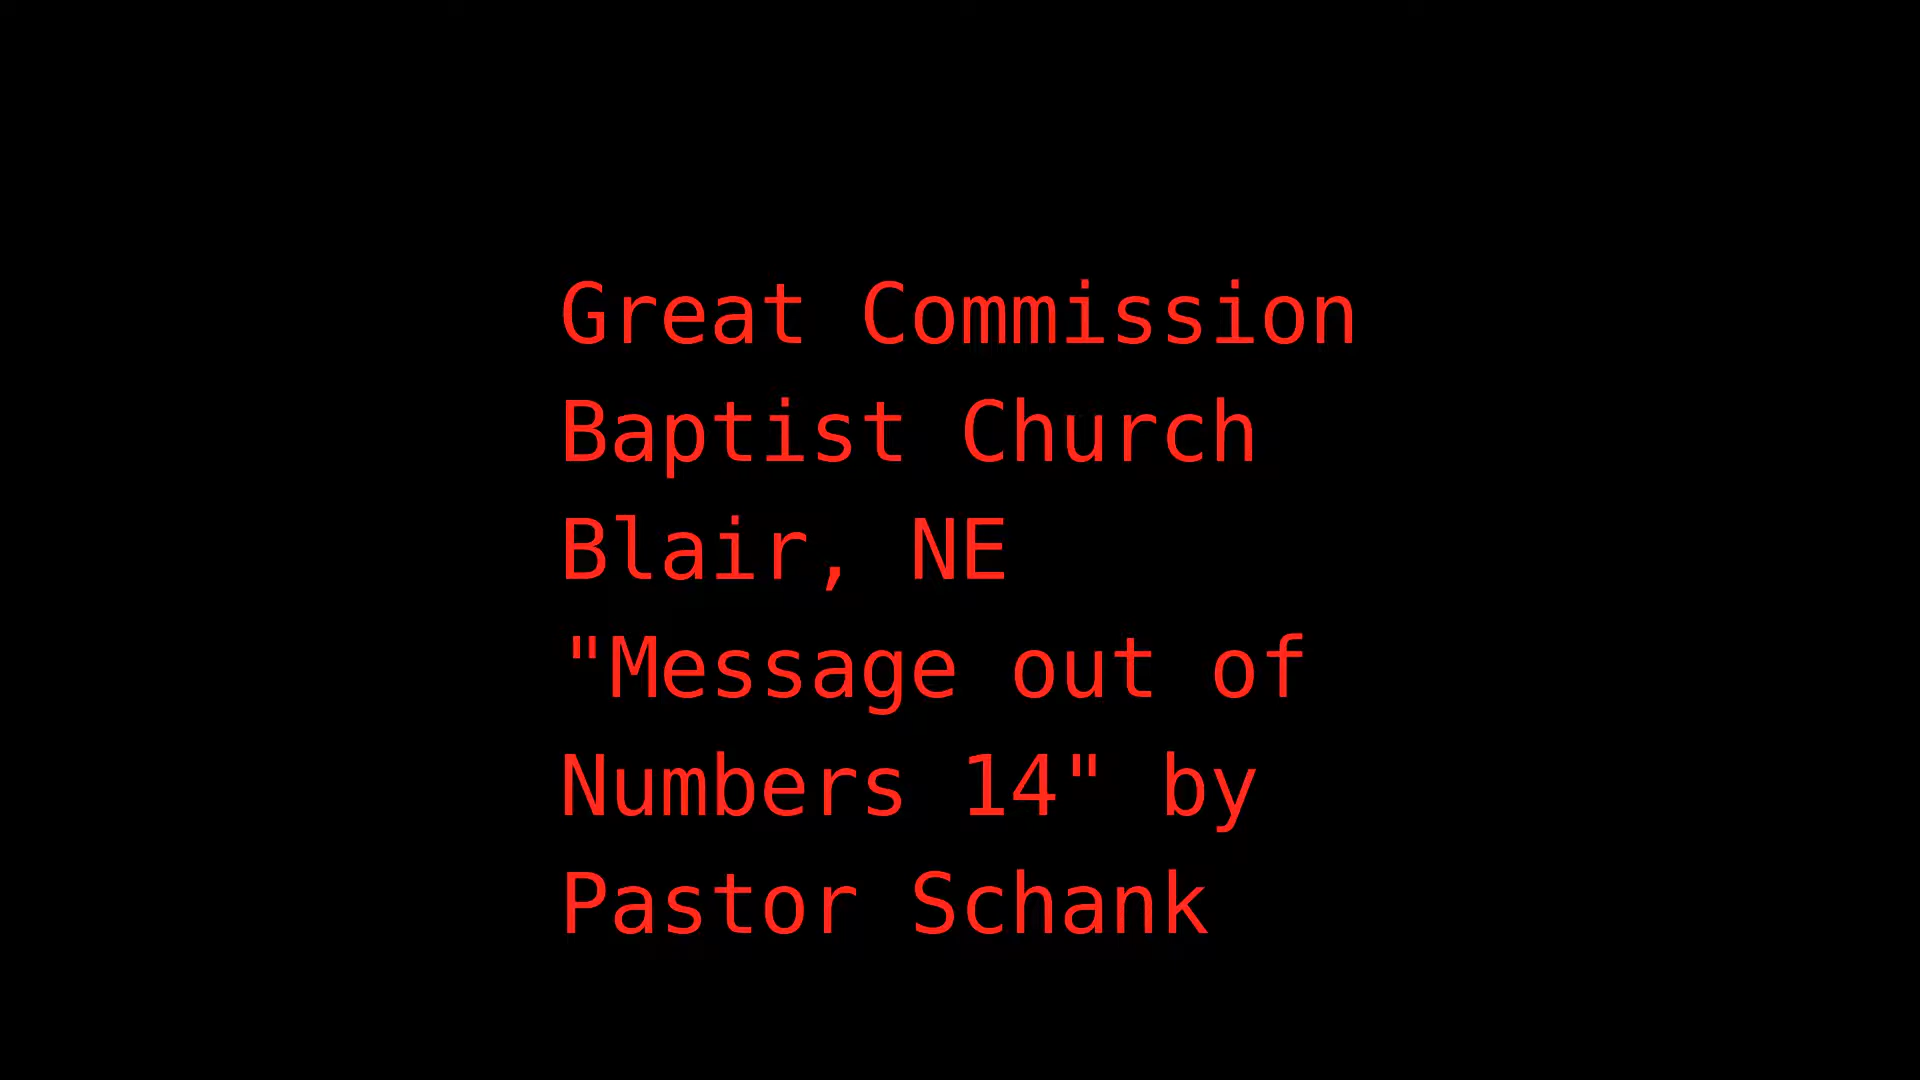 Great Commission
Baptist Church
Blair, NE
"Message out of
Numbers 14" by
Pastor Schank